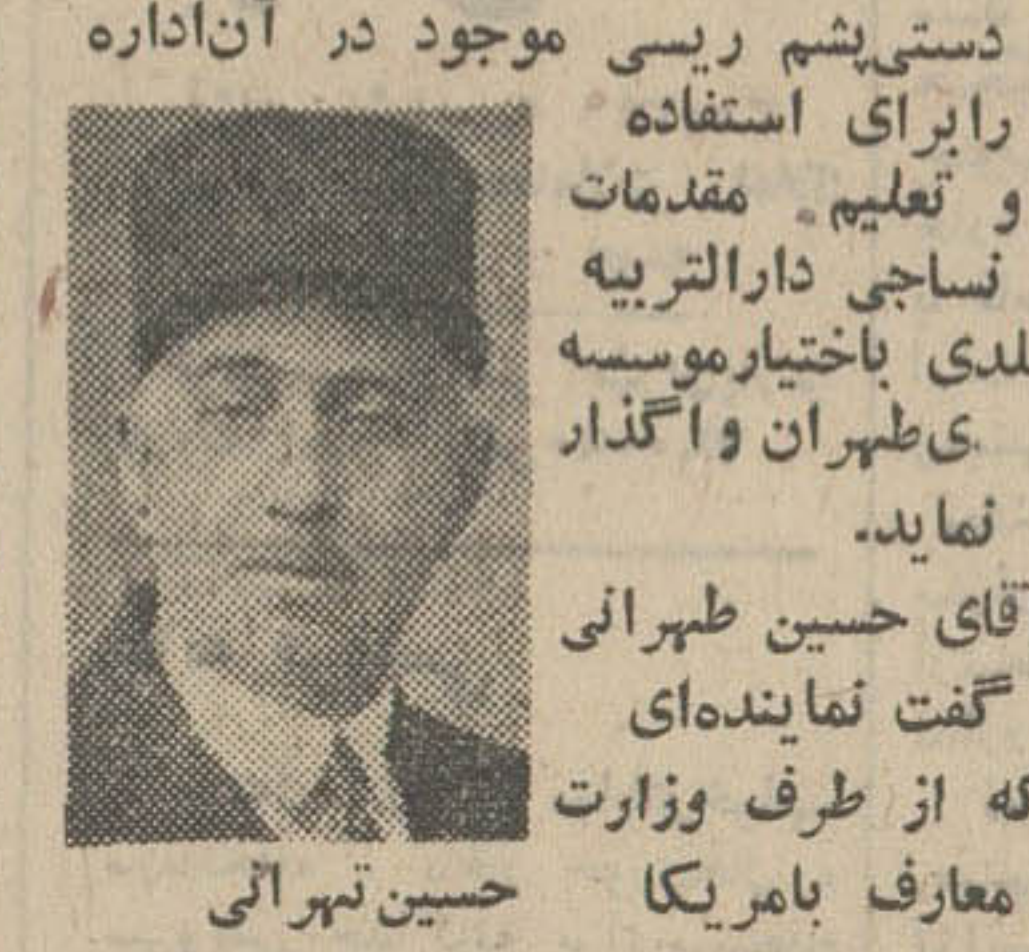 دستی‌پشم ریسی موجود در آن‌اداره
رابرای استفاده
و تعلیم مقدمات
نساجی دارالتربیه
باختیارموسسه
طهران واگذار
نماید.
حسین طهرانی
گفت نماینده‌ای
که از طرف وزارت
معارف بامریکا
حسین تهرانی